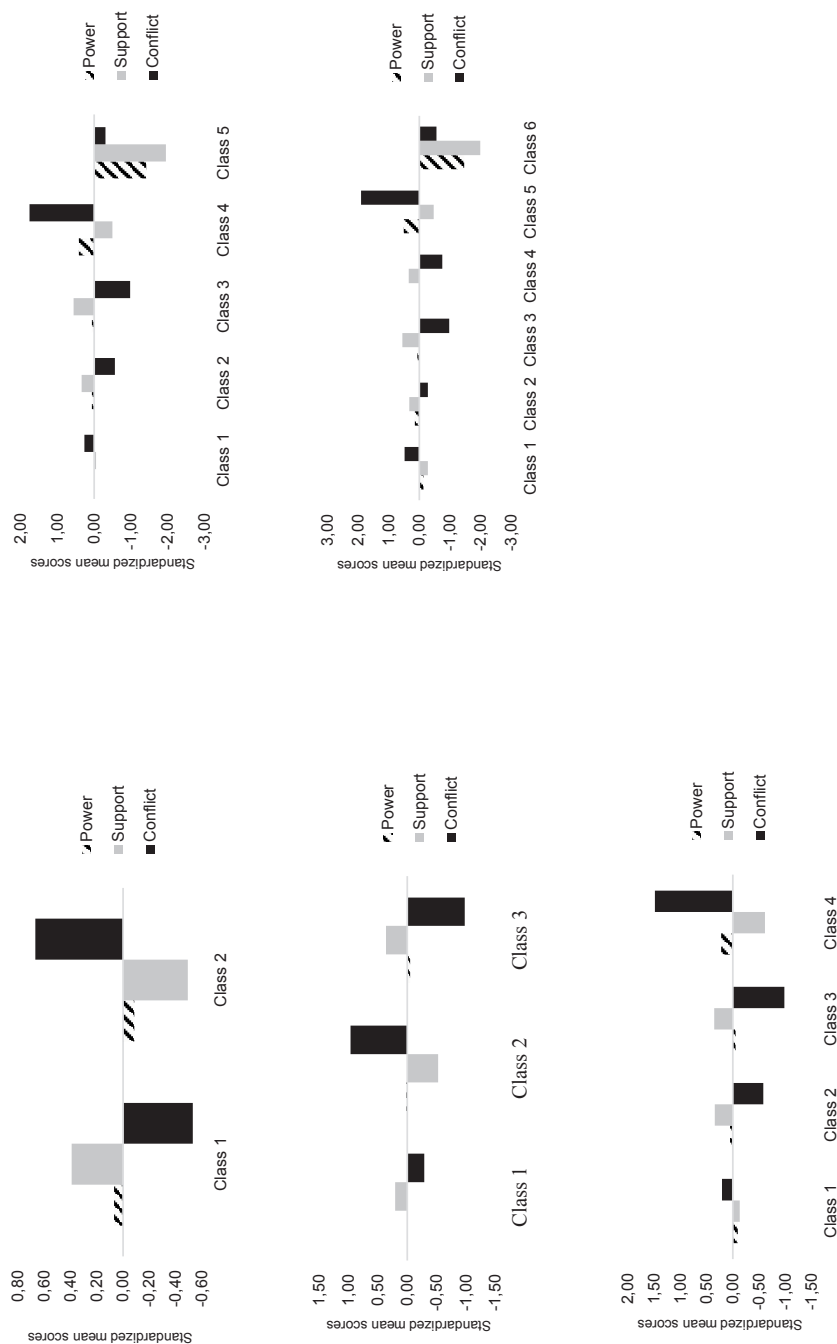 Standardized mean scores
0,80
0,60
0,40
0,20
0,00
-0,20
-0,40
-0,60
Class 1 Class 2
Power
Support
Conflict
Standardized mean scores
1,50
1,00
0,50
0,00
-0,50
-1,00
-1,50
Class 1 Class 2 Class 3
Power
Support
Conflict
Standardized mean scores
2,00
1,50
1,00
0,50
0,00
-0,50
-1,00
-1,50
Class 1 Class 2 Class 3 Class 4
Power
Support
Conflict
Standardized mean scores
2,00
1,00
0,00
-1,00
-2,00
-3,00
Class 1 Class 2 Class 3 Class 4 Class 5
Power
Support
Conflict
Standardized mean scores
3,00
2,00
1,00
0,00
-1,00
-2,00
-3,00
Class 1 Class 2 Class 3 Class 4 Class 5 Class 6
Power
Support
Conflict